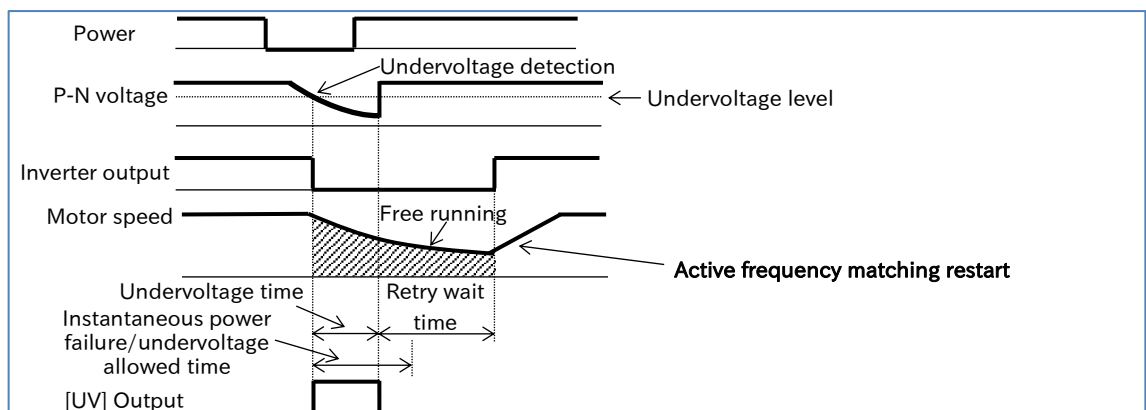 Power
Undervoltage detection
P-N voltage
Undervoltage level
Inverter output
Motor speed
Free running
Active frequency matching restart
Undervoltage time
Retry wait
time
Instantaneous power
failure/undervoltage
allowed time
[UV] Output